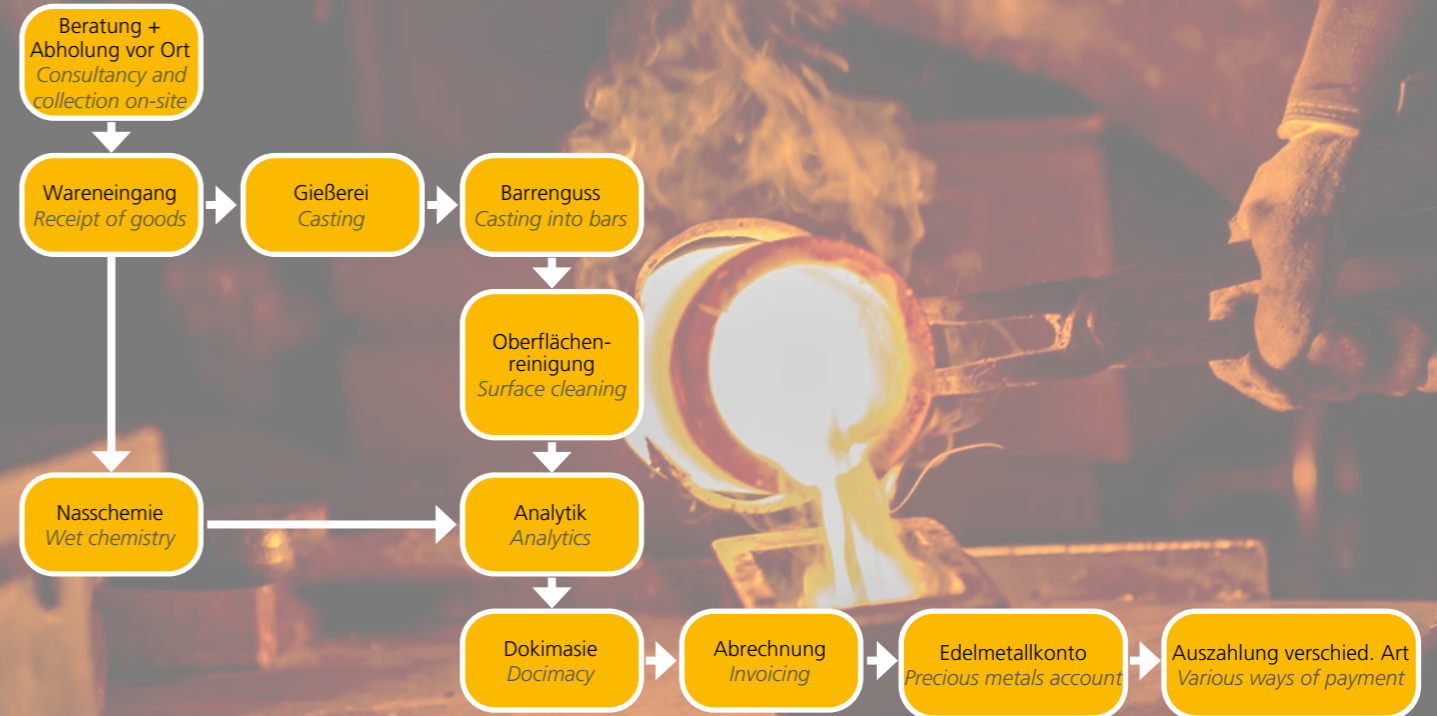 Beratung +
Abholung vor Ort
Consultancy and
collection on-site
Wareneingang
Receipt of goods
Gießerei
Casting
Barrenguss
Casting into bars
Oberflächen-
reinigung
Surface cleaning
Nasschemie
Wet chemistry
Analytik
Analytics
Dokimasie
Docimacy
Abrechnung
Invoicing
Edelmetallkonto
Precious metals account
Auszahlung verschied. Art
Various ways of payment